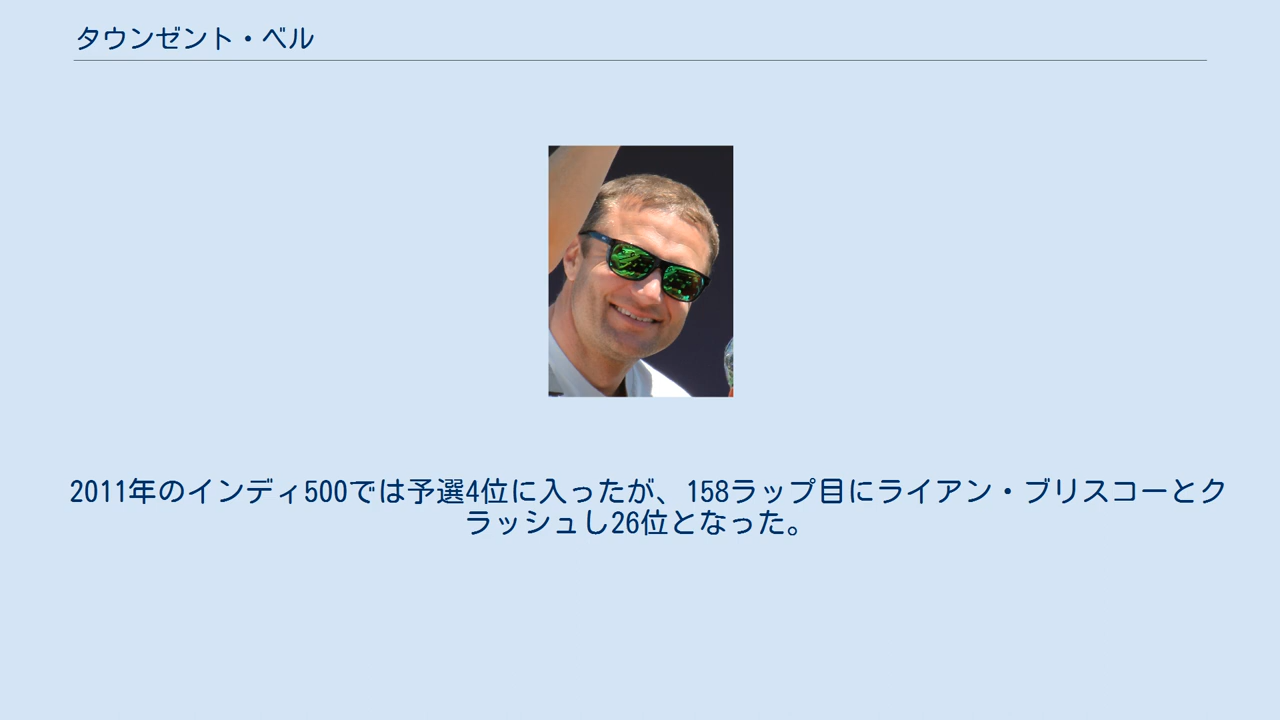 タウンゼント・ベル
2011年のインディ500では予選4位に入ったが、158ラップ目にライアン・ブリスコーとク
ラッシュし26位となった。